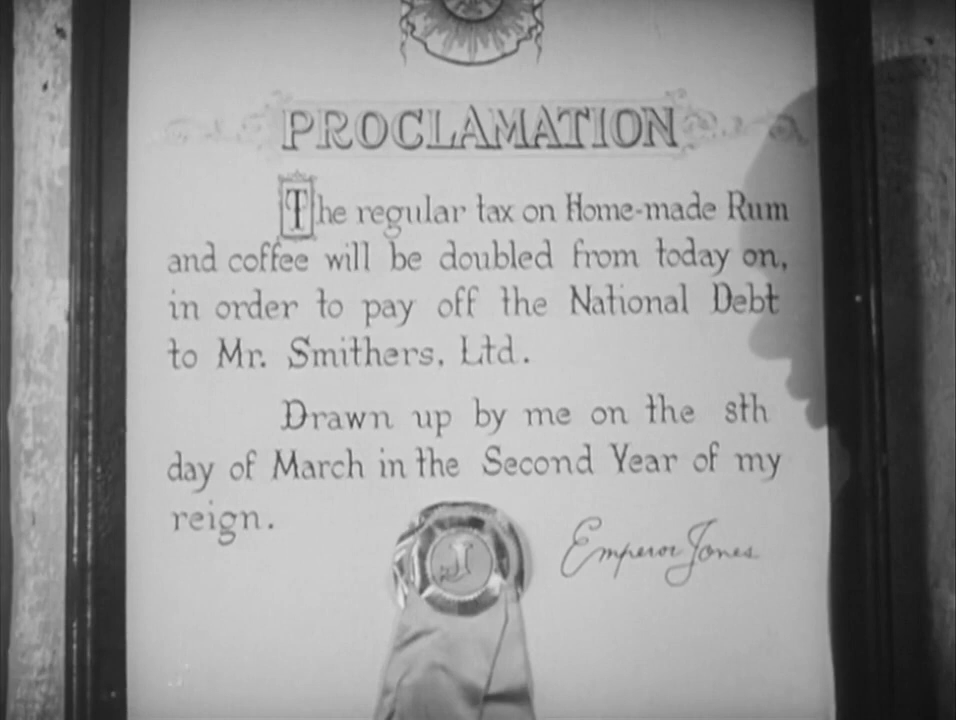 PROCLAMATION
The regular tax on Home-made Rum
and coffee will be doubled from today on,
in order to pay off the National Debt
to Mr. Smithers, Ltd.
Drawn up by me on the 8th
day of March in the Second Year of my
reign.
J
Emperor Jones